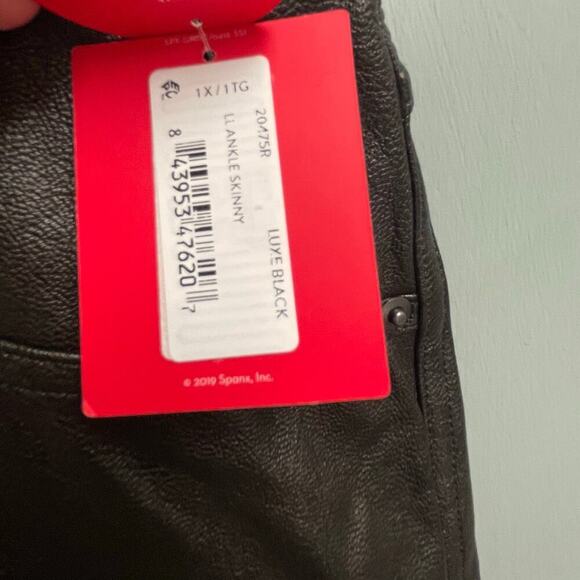 1X/1TG
20475R
LL ANKLE SKINNY
LUXE BLACK
8 43953 47620 7
© 2019 Spanx, Inc.